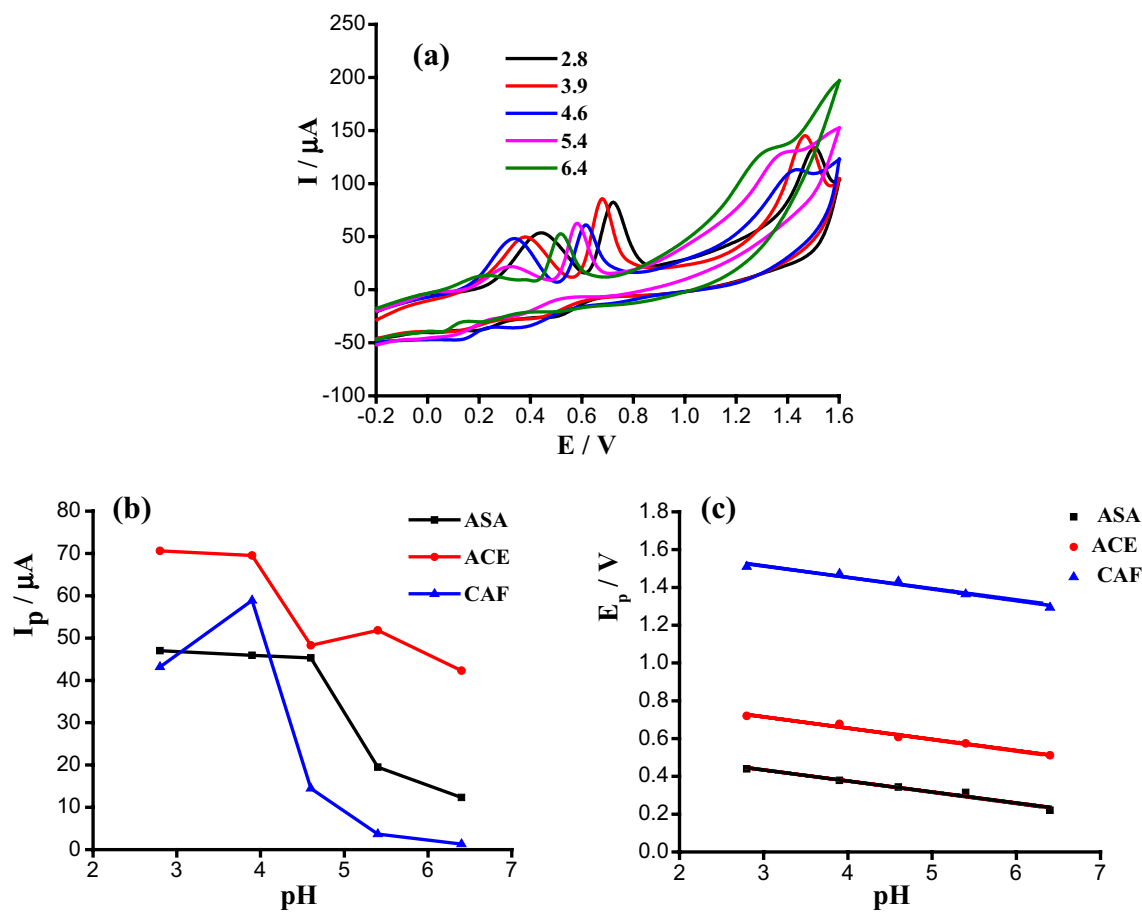 (a)
2.8
3.9
4.6
5.4
6.4
I / μA
250
200
150
100
50
0
-50
-100
-0.2 0.0 0.2 0.4 0.6 0.8 1.0 1.2 1.4 1.6
E / V
(b)
ASA
ACE
CAF
Ip / μA
80
70
60
50
40
30
20
10
0
2 3 4 5 6 7
pH
(c)
ASA
ACE
CAF
Ep / V
1.8
1.6
1.4
1.2
1.0
0.8
0.6
0.4
0.2
0.0
2 3 4 5 6 7
pH